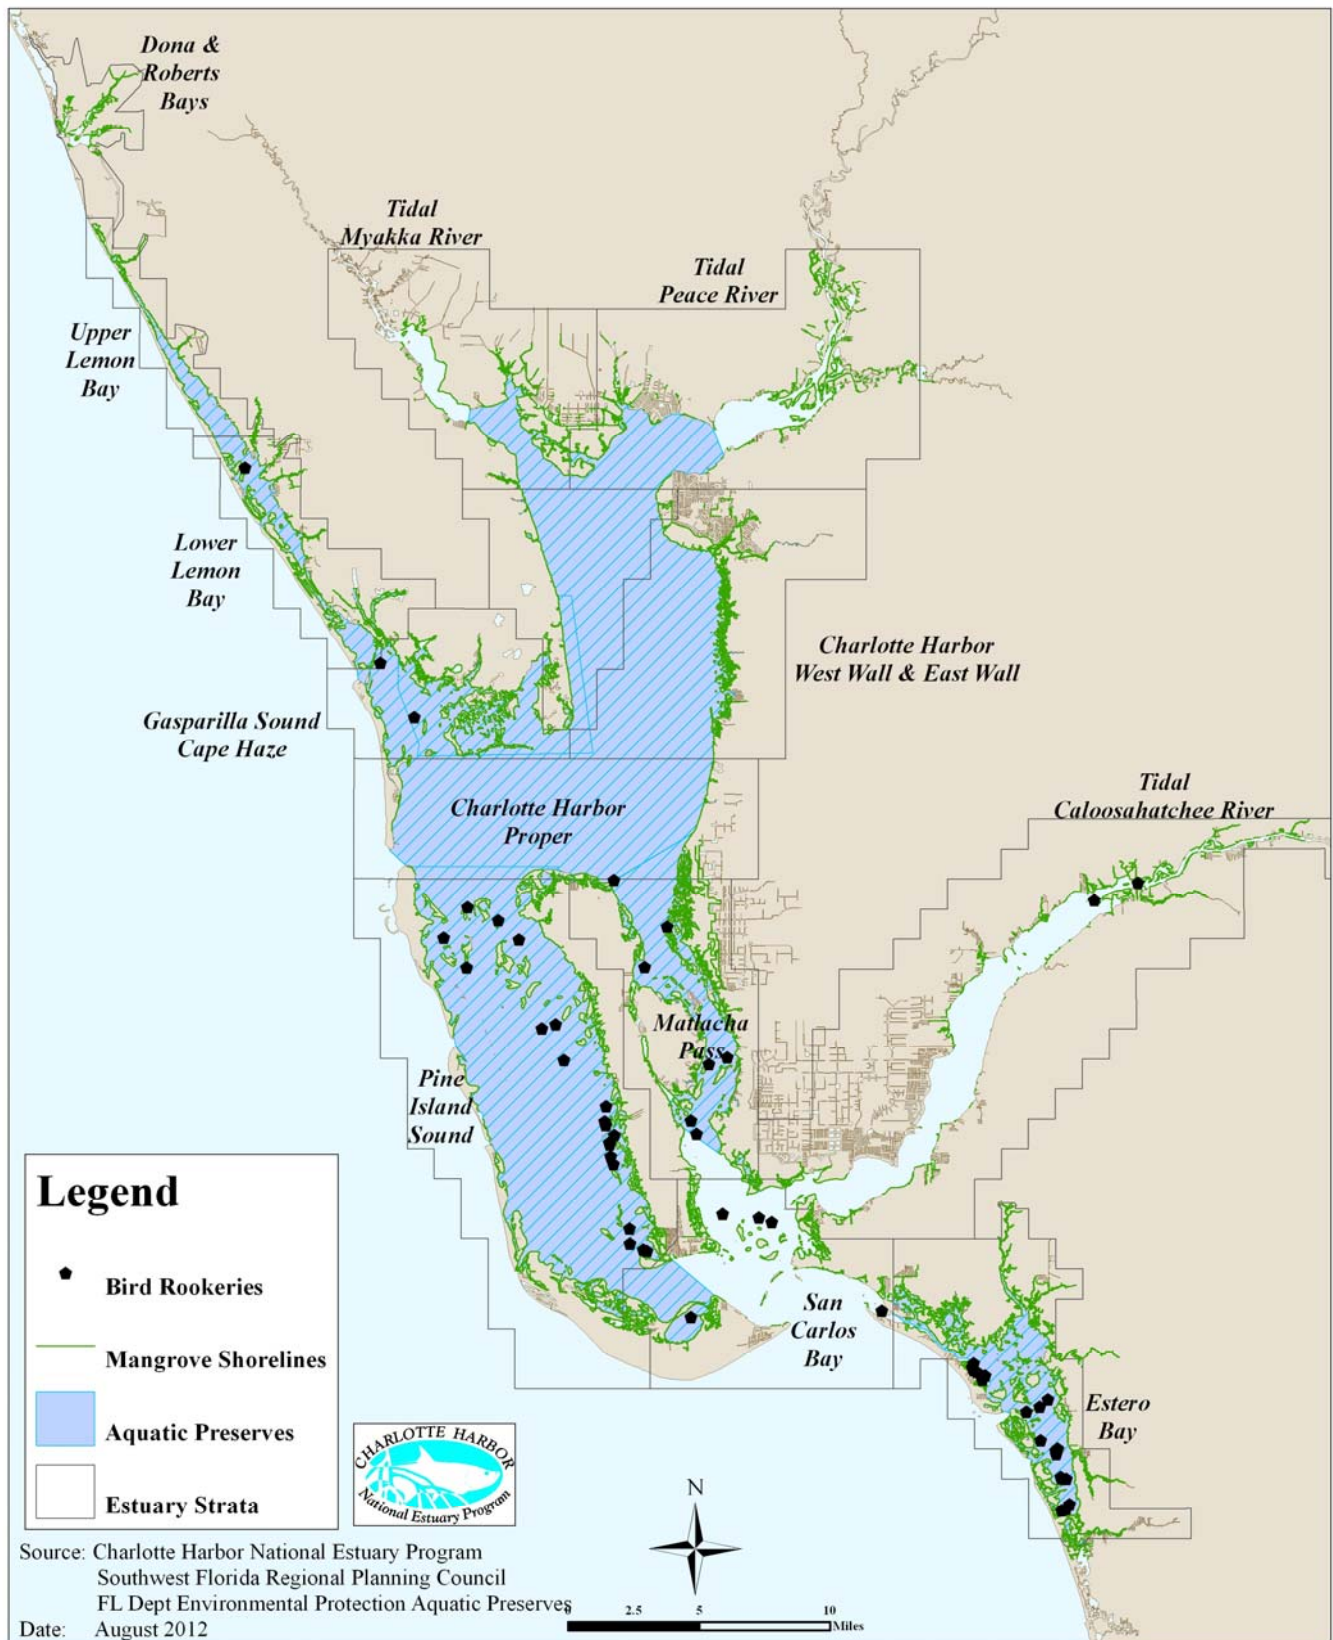 Dona &
Roberts
Bays
Tidal
Myakka River
Tidal
Peace River
Upper
Lemon
Bay
Lower
Lemon
Bay
Charlotte Harbor
West Wall & East Wall
Gasparilla Sound
Cape Haze
Charlotte Harbor
Proper
Tidal
Caloosahatchee River
Matlacha
Pass
Pine
Island
Sound
San
Carlos
Bay
Estero
Bay
Legend
Bird Rookeries
Mangrove Shorelines
Aquatic Preserves
Estuary Strata
CHARLOTTE HARBOR
National Estuary Program
N
Source: Charlotte Harbor National Estuary Program
Southwest Florida Regional Planning Council
FL Dept Environmental Protection Aquatic Preserves
Date: August 2012
0 2.5 5 10
Miles